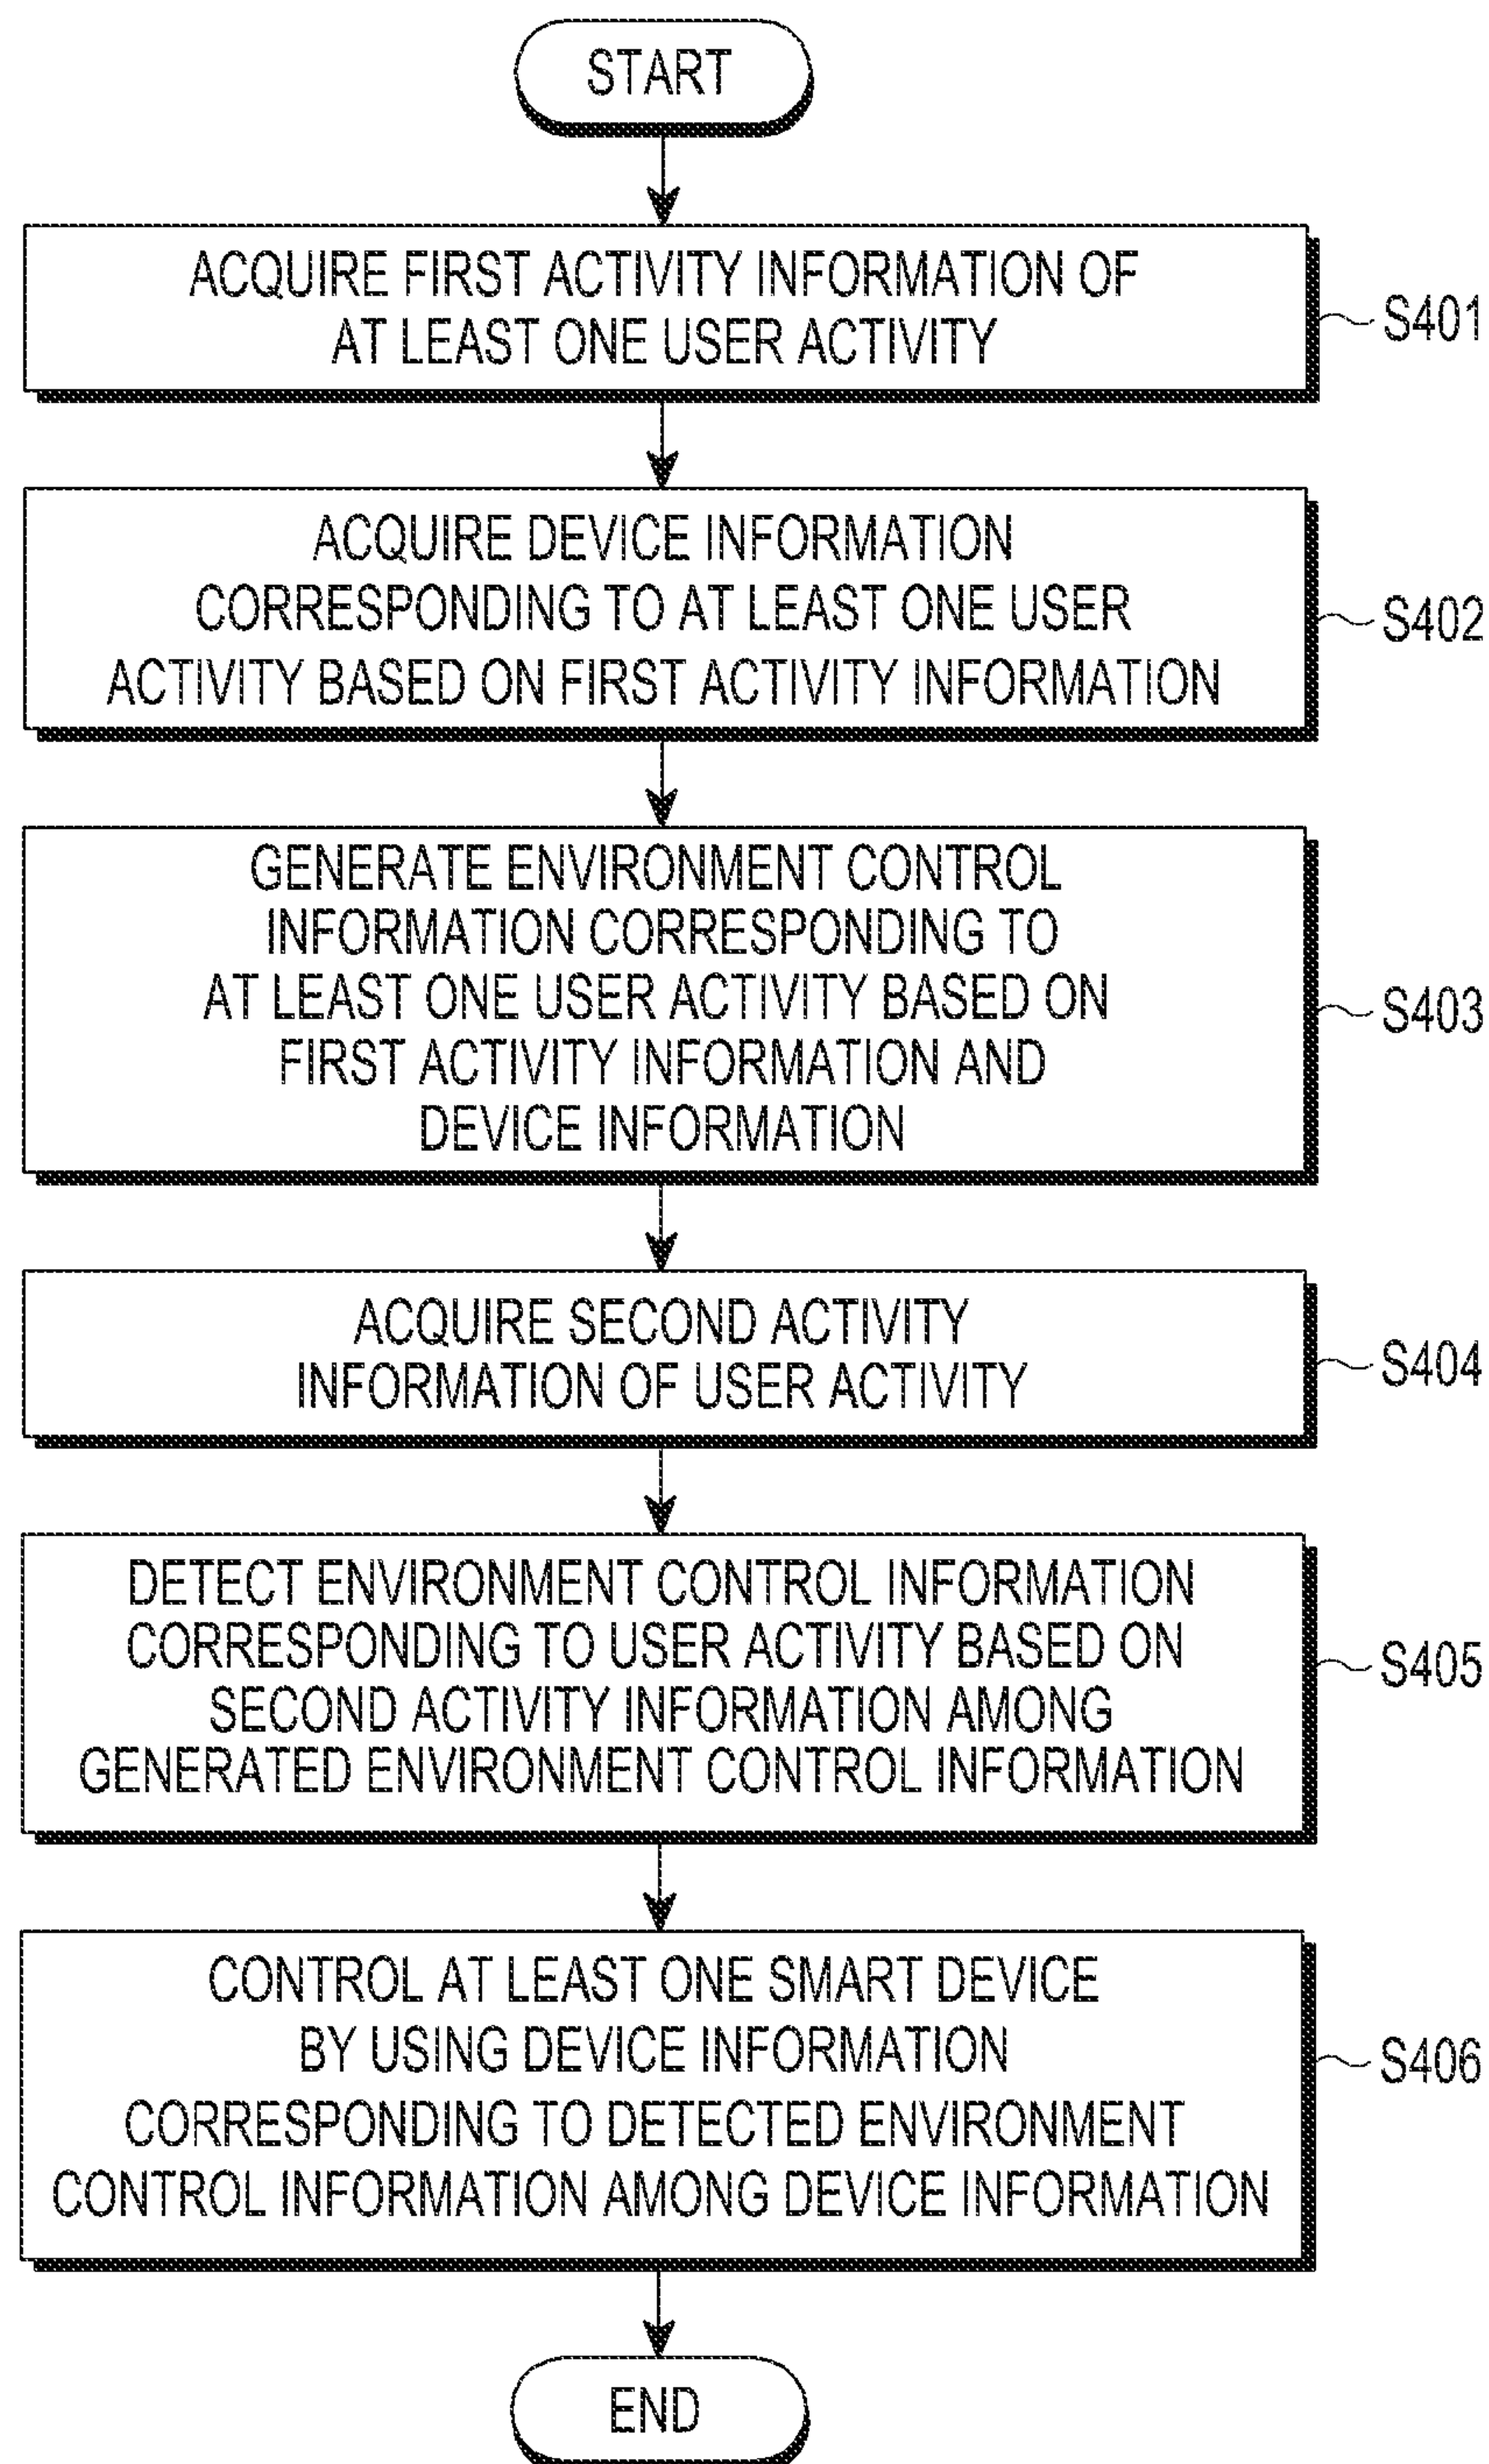 START
ACQUIRE FIRST ACTIVITY INFORMATION OF
AT LEAST ONE USER ACTIVITY
S401
ACQUIRE DEVICE INFORMATION
CORRESPONDING TO AT LEAST ONE USER
ACTIVITY BASED ON FIRST ACTIVITY INFORMATION
S402
GENERATE ENVIRONMENT CONTROL
INFORMATION CORRESPONDING TO
AT LEAST ONE USER ACTIVITY BASED ON
FIRST ACTIVITY INFORMATION AND
DEVICE INFORMATION
S403
ACQUIRE SECOND ACTIVITY
INFORMATION OF USER ACTIVITY
S404
DETECT ENVIRONMENT CONTROL INFORMATION
CORRESPONDING TO USER ACTIVITY BASED ON
SECOND ACTIVITY INFORMATION AMONG
GENERATED ENVIRONMENT CONTROL INFORMATION
S405
CONTROL AT LEAST ONE SMART DEVICE
BY USING DEVICE INFORMATION
CORRESPONDING TO DETECTED ENVIRONMENT
CONTROL INFORMATION AMONG DEVICE INFORMATION
S406
END